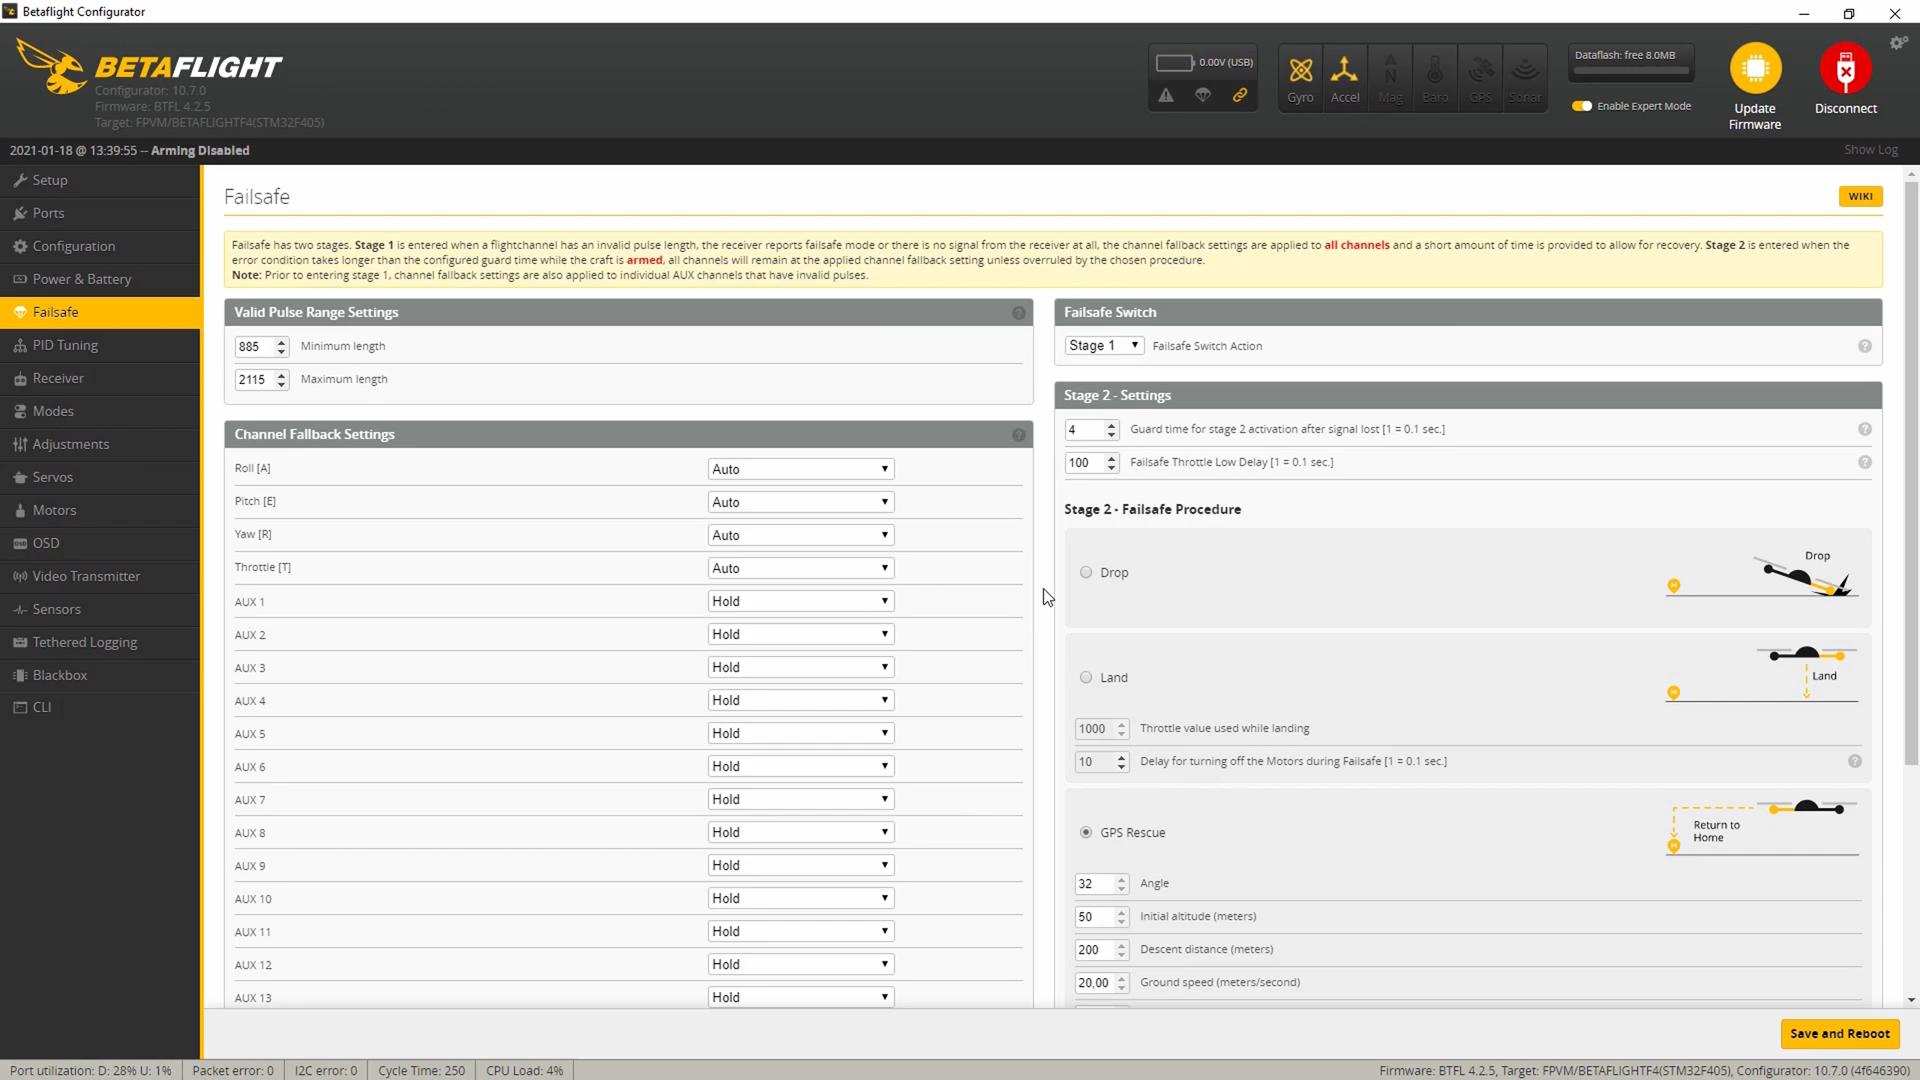 Betaflight Configurator
BETAFLIGHT
Configurator: 10.7.0
Firmware: BTFL 4.2.5
Target: FPVM/BETAFLIGHTF4(STM32F405)
0.00V (USB)
Gyro
Accel
Mag
Baro
GPS
Sonar
Dataflash: free 8.0MB
Enable Expert Mode
Update
Firmware
Disconnect
2021-01-18 @ 13:39:55 -- Arming Disabled
Show Log
Setup
Ports
Configuration
Power & Battery
Failsafe
PID Tuning
Receiver
Modes
Adjustments
Servos
Motors
OSD
Video Transmitter
Sensors
Tethered Logging
Blackbox
CLI
Failsafe
WIKI
Failsafe has two stages. Stage 1 is entered when a flightchannel has an invalid pulse length, the receiver reports failsafe mode or there is no signal from the receiver at all, the channel fallback settings are applied to all channels and a short amount of time is provided to allow for recovery. Stage 2 is entered when the
error condition takes longer than the configured guard time while the craft is armed, all channels will remain at the applied channel fallback setting unless overruled by the chosen procedure.
Note: Prior to entering stage 1, channel fallback settings are also applied to individual AUX channels that have invalid pulses.
Valid Pulse Range Settings
885 Minimum length
2115 Maximum length
Channel Fallback Settings
Roll [A] Auto
Pitch [E] Auto
Yaw [R] Auto
Throttle [T] Auto
AUX 1 Hold
AUX 2 Hold
AUX 3 Hold
AUX 4 Hold
AUX 5 Hold
AUX 6 Hold
AUX 7 Hold
AUX 8 Hold
AUX 9 Hold
AUX 10 Hold
AUX 11 Hold
AUX 12 Hold
AUX 13 Hold
Failsafe Switch
Stage 1 Failsafe Switch Action
Stage 2 - Settings
4 Guard time for stage 2 activation after signal lost [1 = 0.1 sec.]
100 Failsafe Throttle Low Delay [1 = 0.1 sec.]
Stage 2 - Failsafe Procedure
Drop
Drop
Land
Land
1000 Throttle value used while landing
10 Delay for turning off the Motors during Failsafe [1 = 0.1 sec.]
GPS Rescue
Return to
Home
32 Angle
50 Initial altitude (meters)
200 Descent distance (meters)
20,00 Ground speed (meters/second)
Save and Reboot
Port utilization: D: 28% U: 1%
Packet error: 0
I2C error: 0
Cycle Time: 250
CPU Load: 4%
Firmware: BTFL 4.2.5, Target: FPVM/BETAFLIGHTF4(STM32F405), Configurator: 10.7.0 (4f646390)